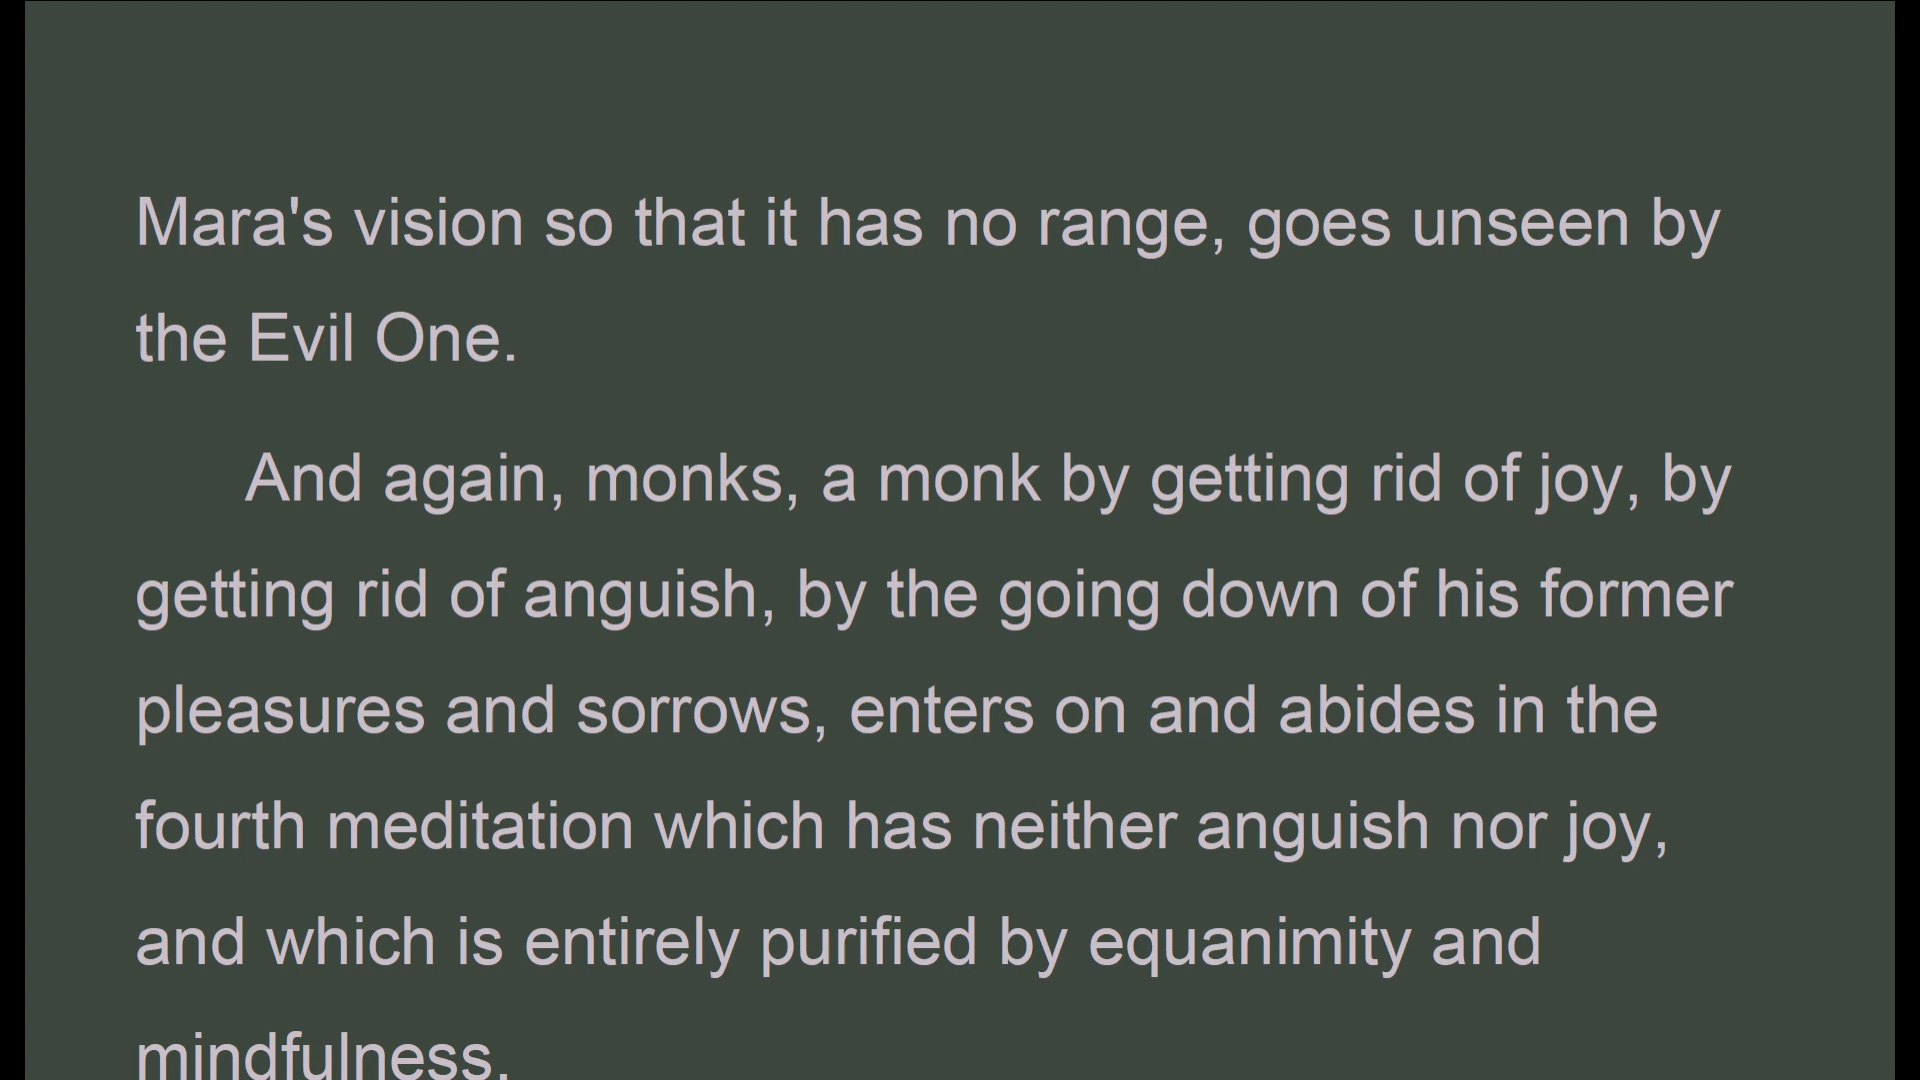 Mara's vision so that it has no range, goes unseen by
the Evil One.
And again, monks, a monk by getting rid of joy, by
getting rid of anguish, by the going down of his former
pleasures and sorrows, enters on and abides in the
fourth meditation which has neither anguish nor joy,
and which is entirely purified by equanimity and
mindfulness.